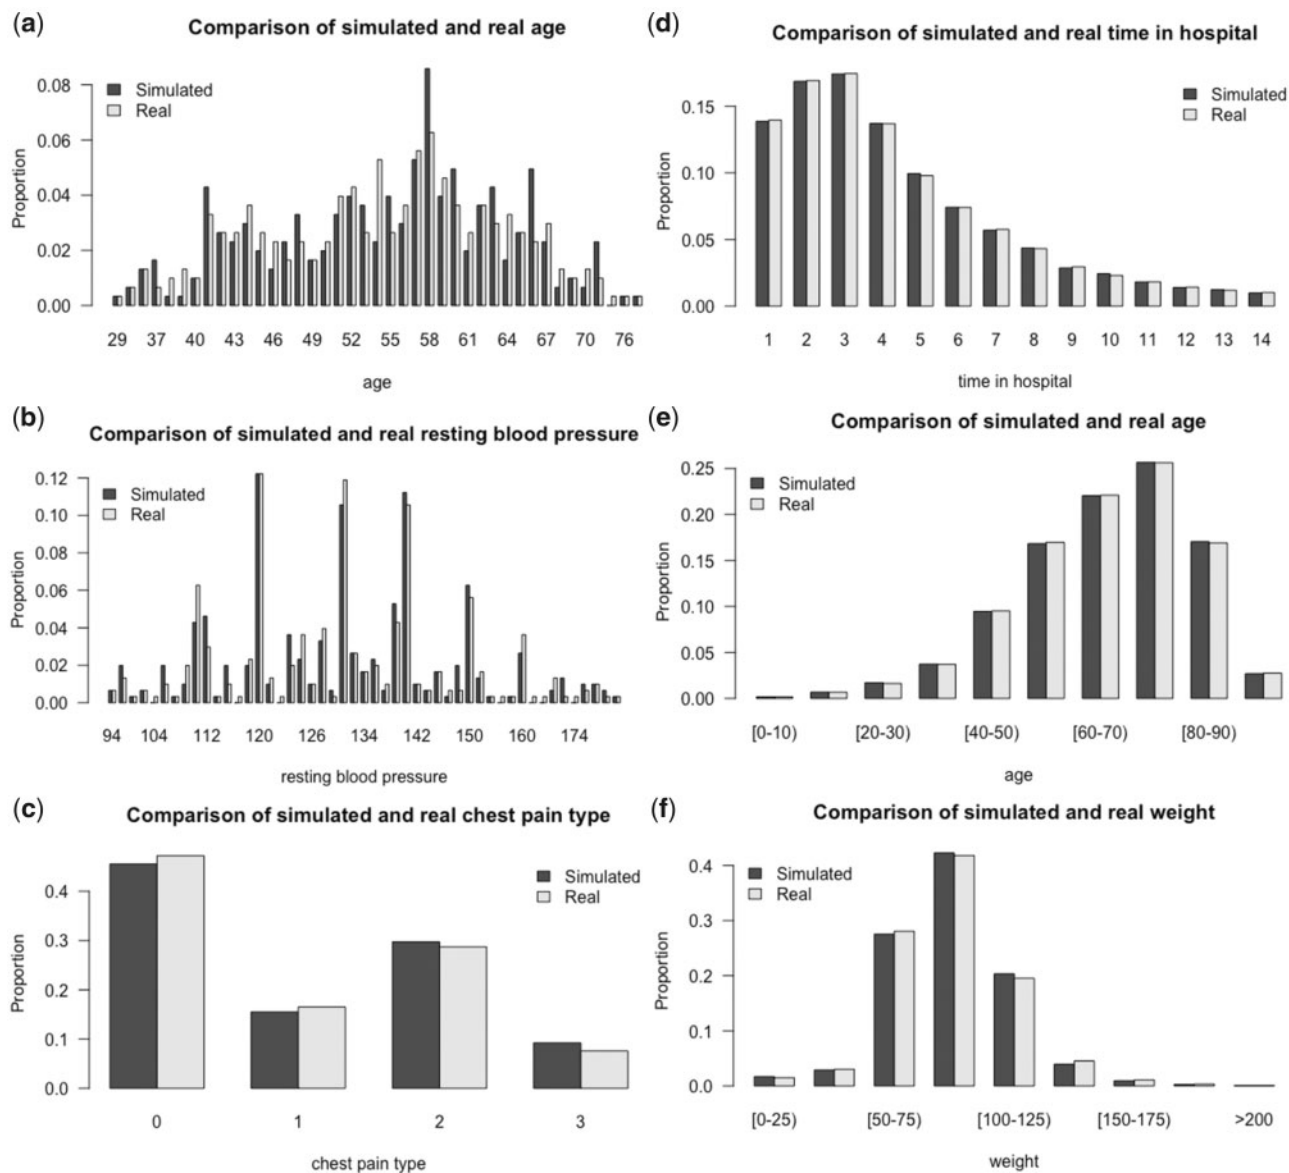 (a)
Comparison of simulated and real age
Simulated
Real
Proportion
0.08
0.06
0.04
0.02
0.00
29 37 40 43 46 49 52 55 58 61 64 67 70 76
age
(b)
Comparison of simulated and real resting blood pressure
Simulated
Real
Proportion
0.12
0.10
0.08
0.06
0.04
0.02
0.00
94 104 112 120 126 134 142 150 160 174
resting blood pressure
(c)
Comparison of simulated and real chest pain type
Simulated
Real
Proportion
0.4
0.3
0.2
0.1
0.0
0 1 2 3
chest pain type
(d)
Comparison of simulated and real time in hospital
Simulated
Real
Proportion
0.15
0.10
0.05
0.00
1 2 3 4 5 6 7 8 9 10 11 12 13 14
time in hospital
(e)
Comparison of simulated and real age
Simulated
Real
Proportion
0.25
0.20
0.15
0.10
0.05
0.00
[0-10) [20-30) [40-50) [60-70) [80-90)
age
(f)
Comparison of simulated and real weight
Simulated
Real
Proportion
0.4
0.3
0.2
0.1
0.0
[0-25) [50-75) [100-125) [150-175) >200
weight